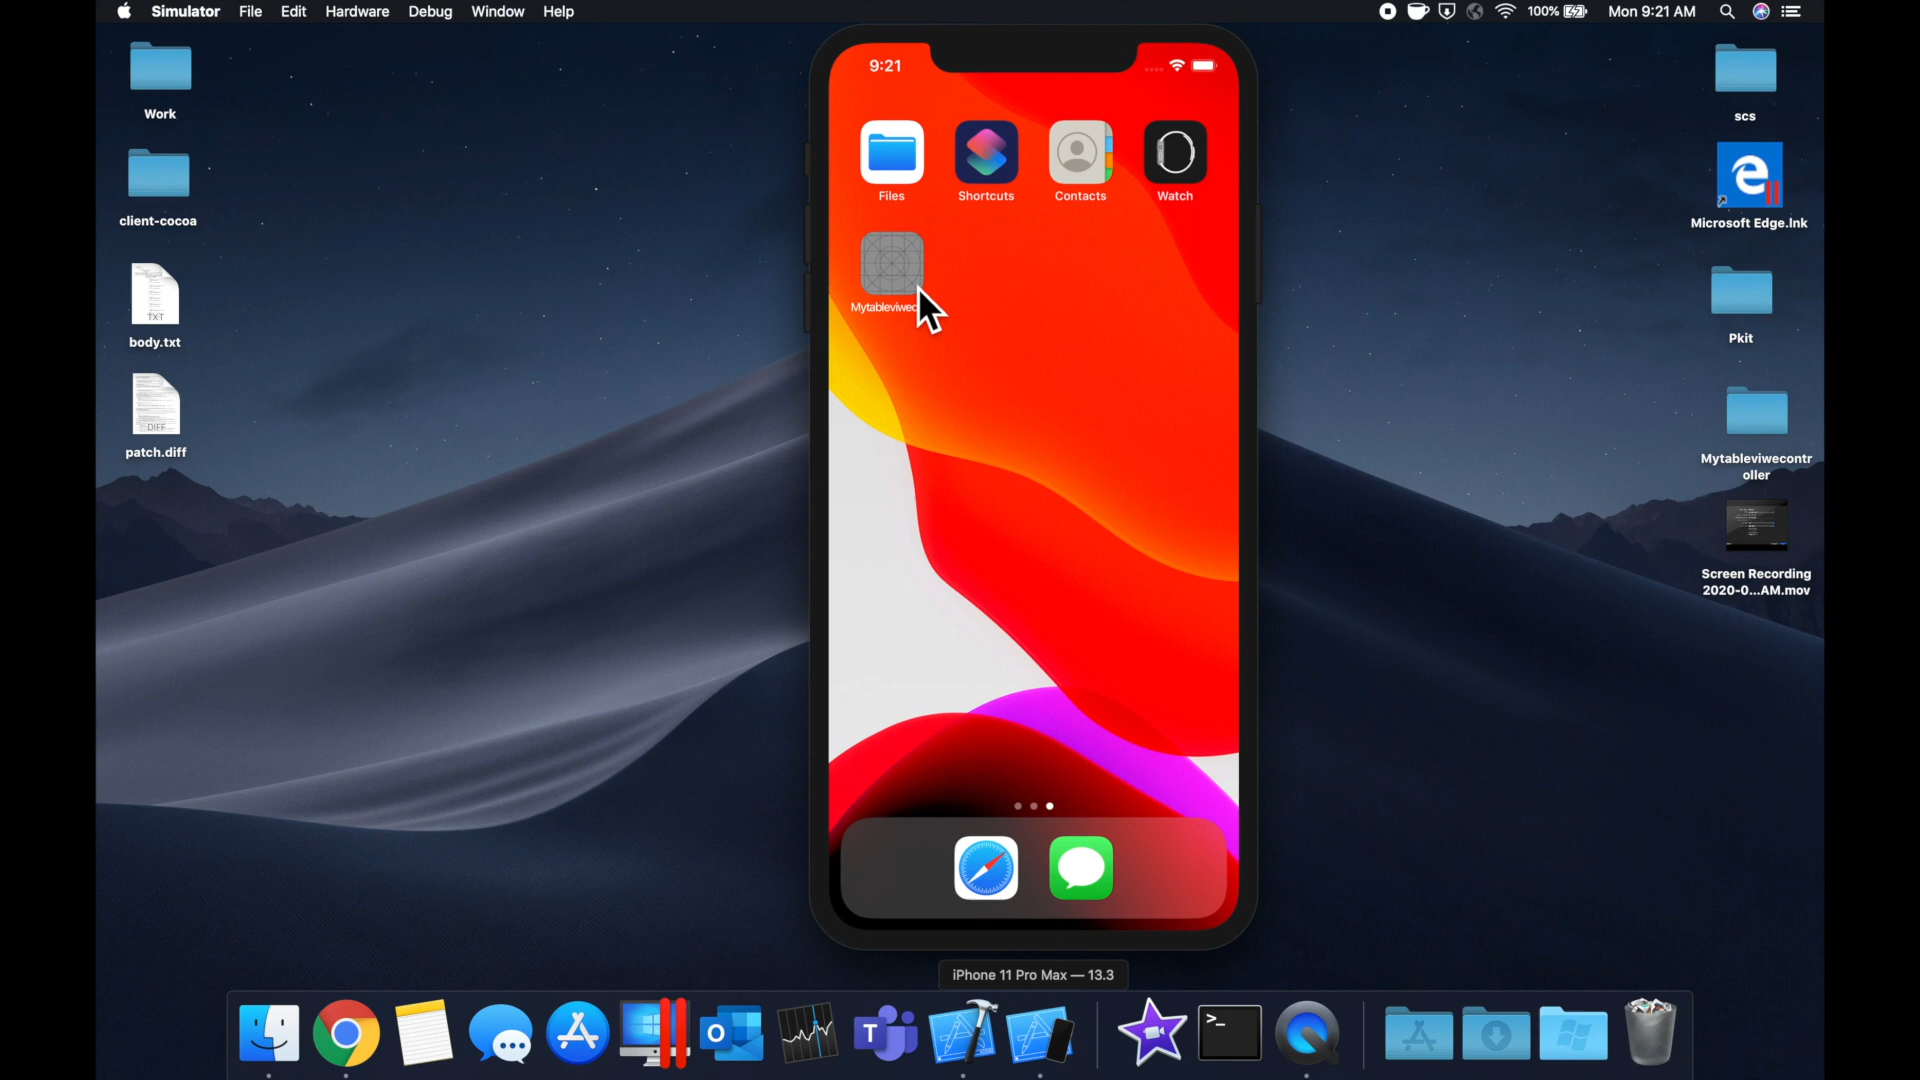 Simulator File Edit Hardware Debug Window Help
100% Mon 9:21 AM
Work
client-cocoa
TXT
body.txt
DIFF
patch.diff
9:21
Files Shortcuts Contacts Watch
Mytableviwec
iPhone 11 Pro Max — 13.3
scs
Microsoft Edge.lnk
Pkit
Mytableviwecontr
oller
Screen Recording
2020-0...AM.mov